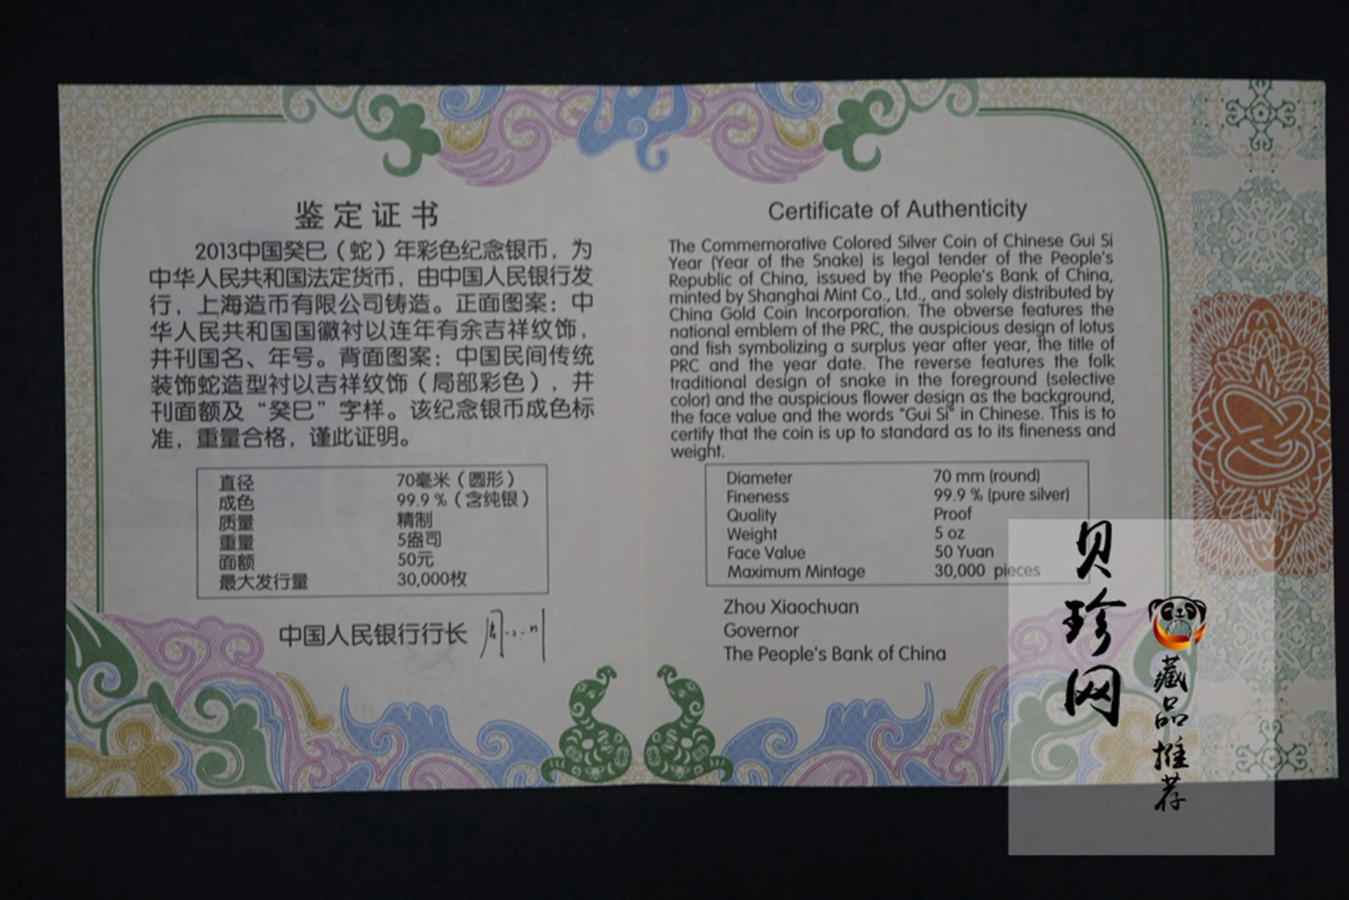 鉴定证书
2013中国癸巳（蛇）年彩色纪念银币，为
中华人民共和国法定货币，由中国人民银行发
行，上海造币有限公司铸造。正面图案：中
华人民共和国国徽衬以连年有余吉祥纹饰，
并刊国名、年号。背面图案：中国民间传统
装饰蛇造型衬以吉祥纹饰（局部彩色），并
刊面额及“癸巳”字样。该纪念银币成色标
准，重量合格，谨此证明。
直径 70毫米（圆形）
成色 99.9 %（含纯银）
质量 精制
重量 5盎司
面额 50元
最大发行量 30,000枚
中国人民银行行长
Certificate of Authenticity
The Commemorative Colored Silver Coin of Chinese Gui Si
Year (Year of the Snake) is legal tender of the People's
Republic of China, issued by the People's Bank of China,
minted by Shanghai Mint Co., Ltd., and solely distributed by
China Gold Coin Incorporation. The obverse features the
national emblem of the PRC, the auspicious design of lotus
and fish symbolizing a surplus year after year, the title of
PRC and the year date. The reverse features the folk
traditional design of snake in the foreground (selective
color) and the auspicious flower design as the background,
the face value and the words "Gui Si" in Chinese. This is to
certify that the coin is up to standard as to its fineness and
weight.
Diameter 70 mm (round)
Fineness 99.9 % (pure silver)
Quality Proof
Weight 5 oz
Face Value 50 Yuan
Maximum Mintage 30,000 pieces
Zhou Xiaochuan
Governor
The People's Bank of China
贝珍网
藏品推荐